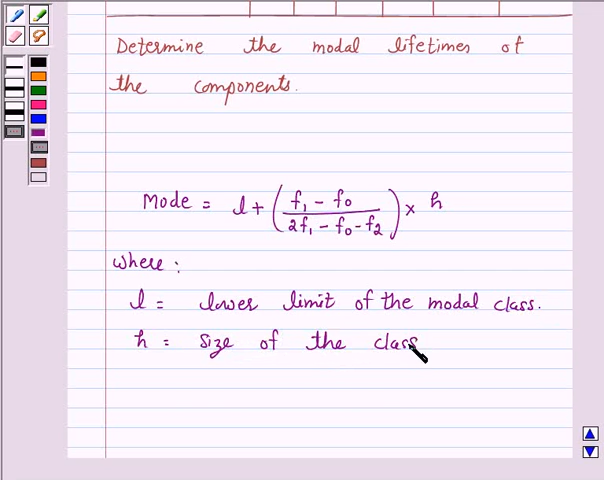 Determine the modal lifetimes of
the components.
Mode = l + ( (f₁ - f₀) / (2f₁ - f₀ - f₂) ) × h
where :
l = lower limit of the modal class.
h = size of the class